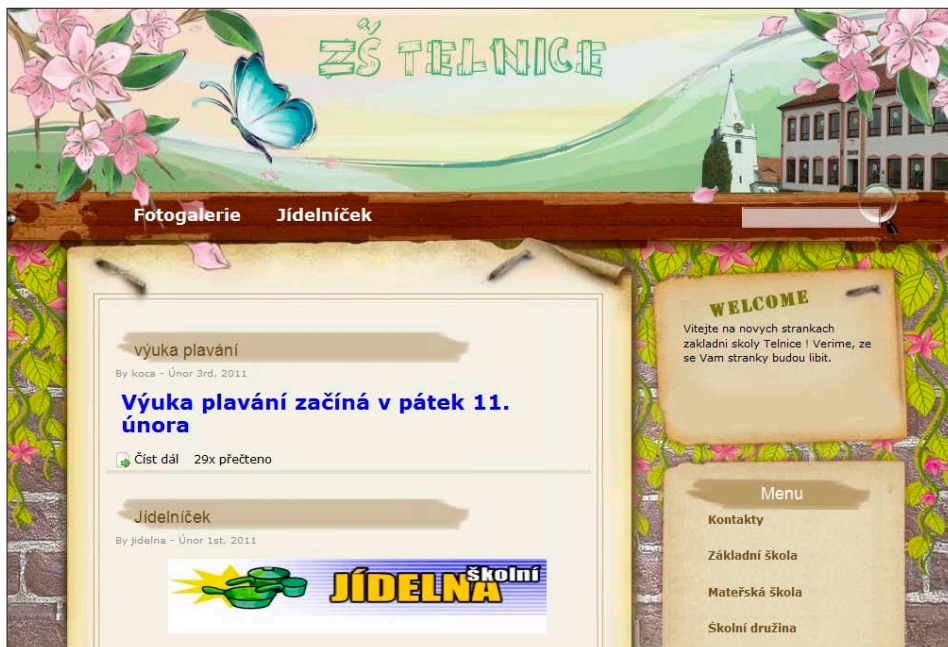 ZŠ TELNICE
Fotogalerie Jídelníček
výuka plavání
By koca - Únor 3rd, 2011
Výuka plavání začíná v pátek 11.
února
Číst dál 29x přečteno
Jídelníček
By jidelna - Únor 1st, 2011
JÍDELNA školní
WELCOME
Vitejte na novych strankach
zakladni skoly Telnice ! Verime, ze
se Vam stranky budou libit.
Menu
Kontakty
Základní škola
Mateřská škola
Školní družina